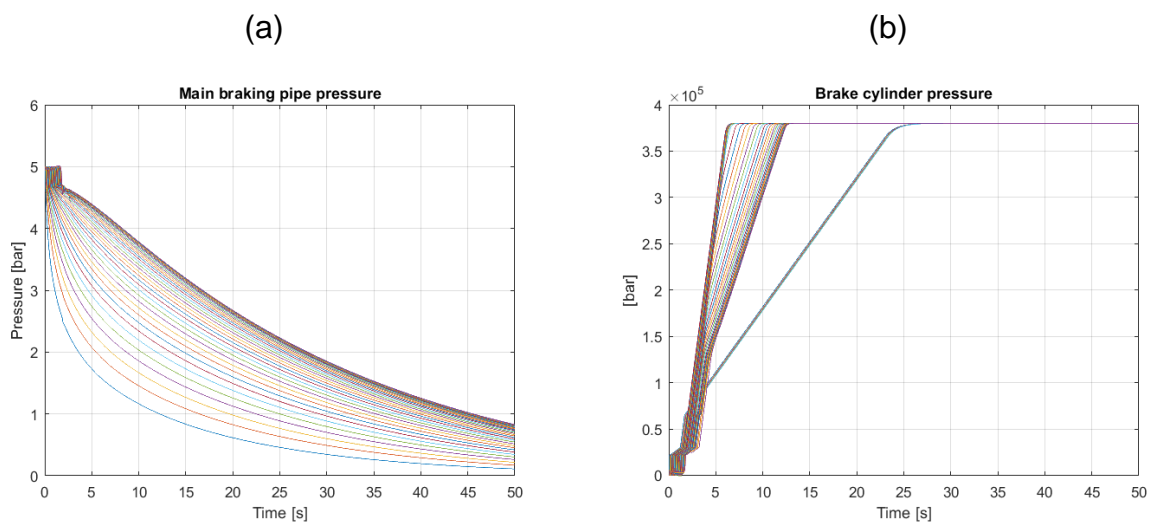 (a)
(b)
Main braking pipe pressure
6
5
4
3
2
1
0
Pressure [bar]
0 5 10 15 20 25 30 35 40 45 50
Time [s]
Brake cylinder pressure
× 10^5
4
3.5
3
2.5
2
1.5
1
0.5
0
[bar]
0 5 10 15 20 25 30 35 40 45 50
Time [s]